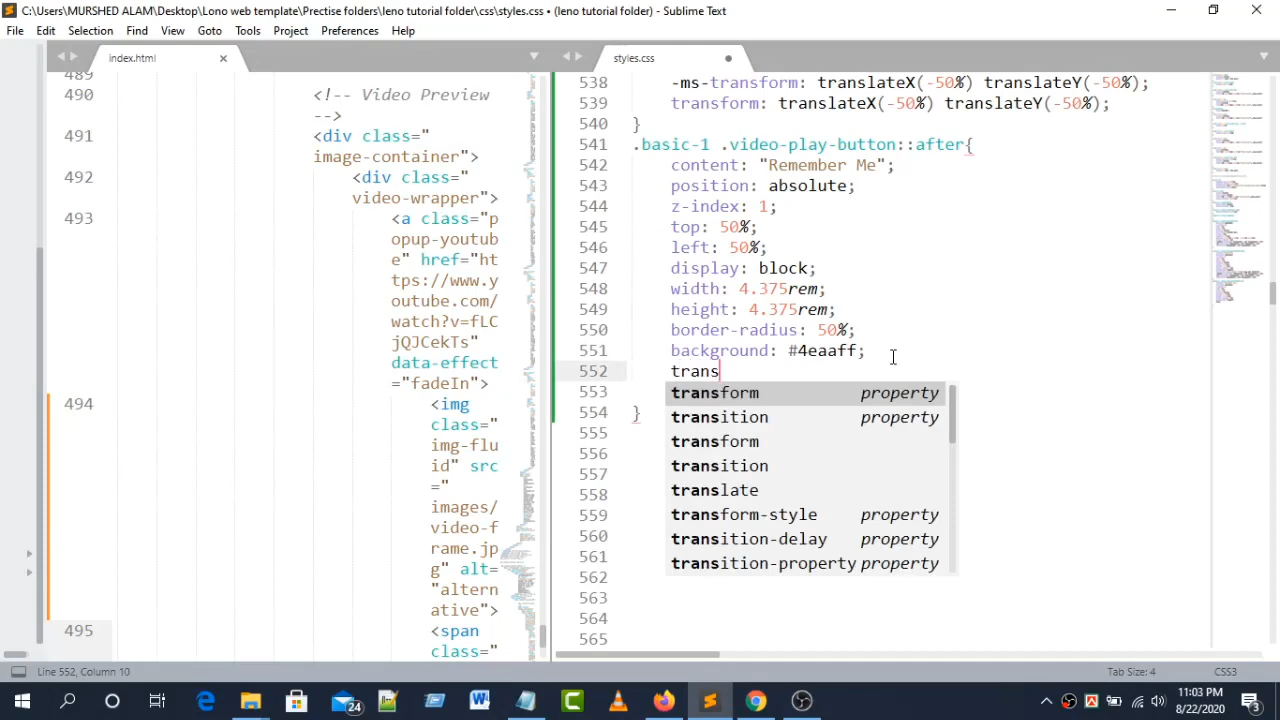 C:\Users\MURSHED ALAM\Desktop\Lono web template\Prectise folders\leno tutorial folder\css\styles.css • (leno tutorial folder) - Sublime Text
File Edit Selection Find View Goto Tools Project Preferences Help
index.html
styles.css
489
490 <!-- Video Preview
-->
491 <div class="
image-container">
492 <div class="
video-wrapper">
493 <a class="p
opup-youtub
e" href="ht
tps://www.y
outube.com/
watch?v=fLC
jQJCekTs"
data-effect
="fadeIn">
494 <img
class="
img-flu
id" src
="
images/
video-f
rame.jp
g" alt=
"altern
ative">
495 <span
class="
538 -ms-transform: translateX(-50%) translateY(-50%);
539 transform: translateX(-50%) translateY(-50%);
540 }
541 .basic-1 .video-play-button::after{
542 content: "Remember Me";
543 position: absolute;
544 z-index: 1;
545 top: 50%;
546 left: 50%;
547 display: block;
548 width: 4.375rem;
549 height: 4.375rem;
550 border-radius: 50%;
551 background: #4eaaff;
552 trans
553
554 }
555
556
557
558
559
560
561
562
563
564
565
transform property
transition property
transform
transition
translate
transform-style property
transition-delay property
transition-property property
Line 552, Column 10
Tab Size: 4
CSS3
24
11:03 PM
8/22/2020
3